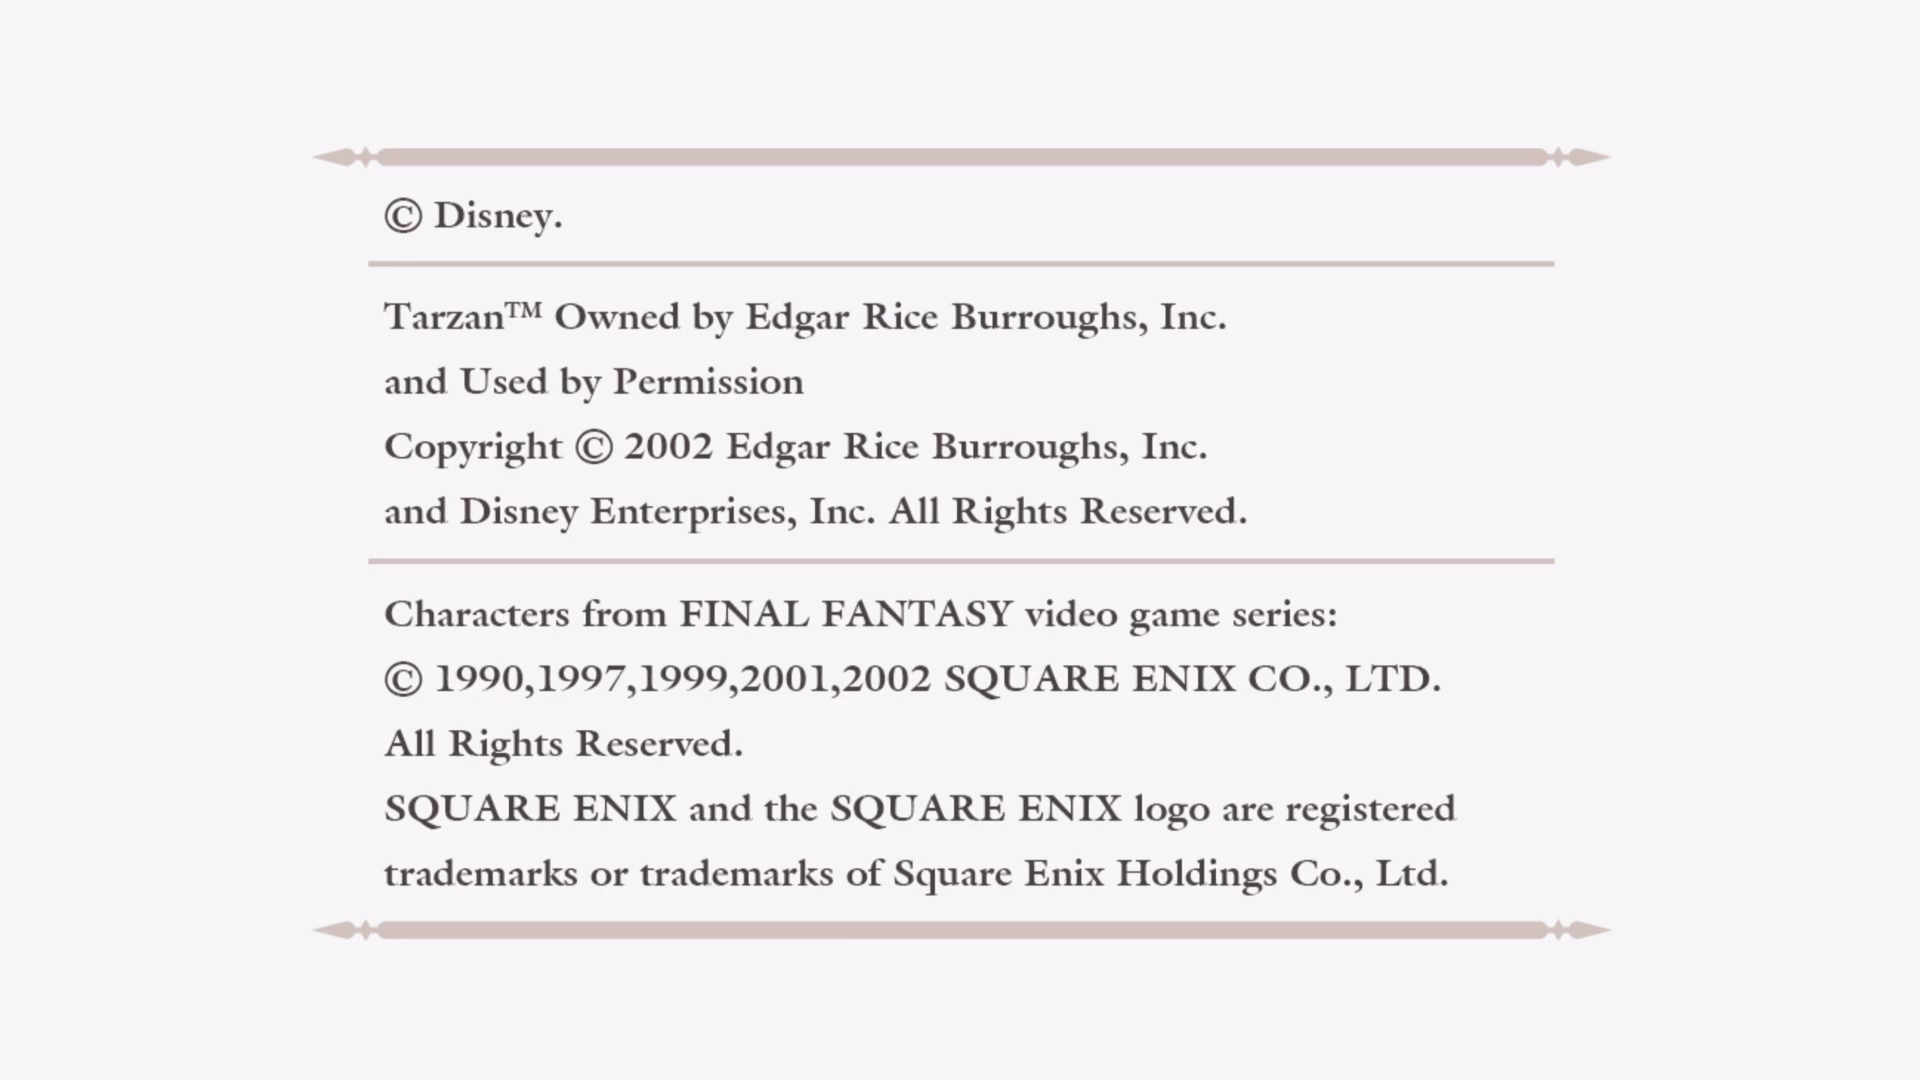 © Disney.
Tarzan™ Owned by Edgar Rice Burroughs, Inc.
and Used by Permission
Copyright © 2002 Edgar Rice Burroughs, Inc.
and Disney Enterprises, Inc. All Rights Reserved.
Characters from FINAL FANTASY video game series:
© 1990,1997,1999,2001,2002 SQUARE ENIX CO., LTD.
All Rights Reserved.
SQUARE ENIX and the SQUARE ENIX logo are registered
trademarks or trademarks of Square Enix Holdings Co., Ltd.